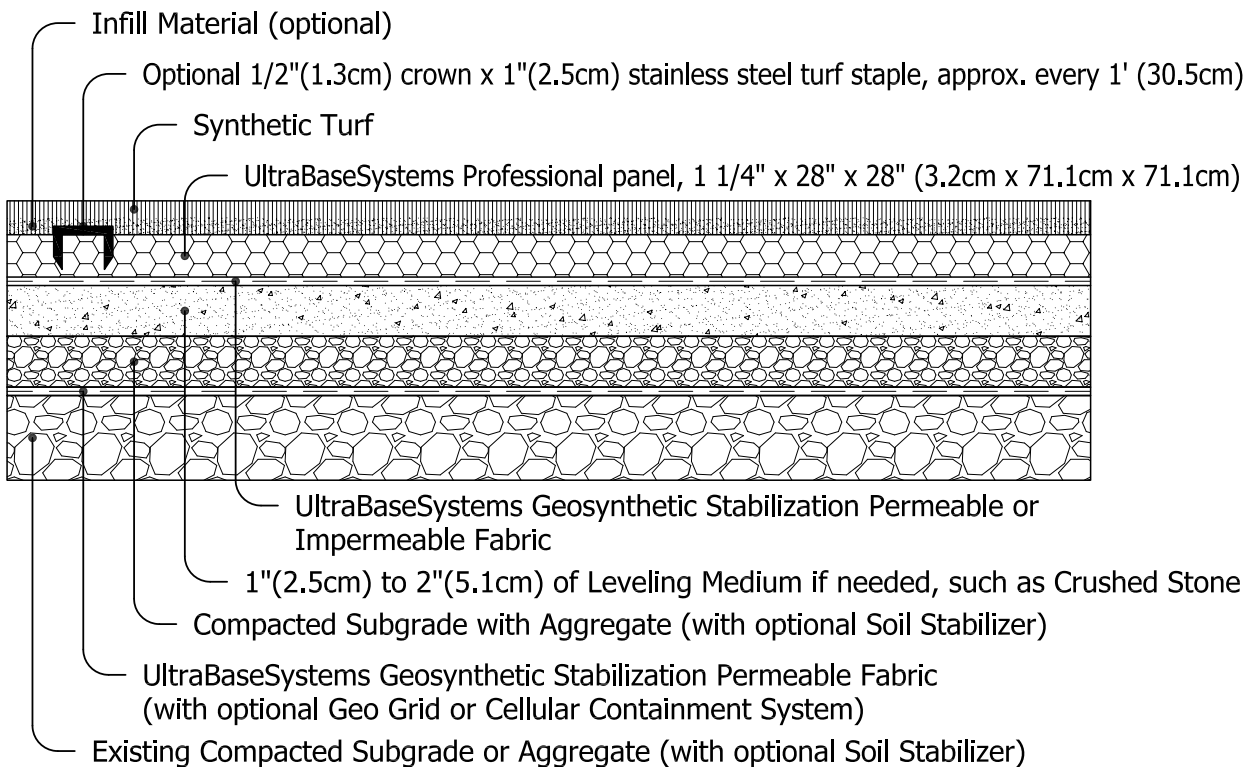 Infill Material (optional)
Optional 1/2"(1.3cm) crown x 1"(2.5cm) stainless steel turf staple, approx. every 1' (30.5cm)
Synthetic Turf
UltraBaseSystems Professional panel, 1 1/4" x 28" x 28" (3.2cm x 71.1cm x 71.1cm)
UltraBaseSystems Geosynthetic Stabilization Permeable or
Impermeable Fabric
1"(2.5cm) to 2"(5.1cm) of Leveling Medium if needed, such as Crushed Stone
Compacted Subgrade with Aggregate (with optional Soil Stabilizer)
UltraBaseSystems Geosynthetic Stabilization Permeable Fabric
(with optional Geo Grid or Cellular Containment System)
Existing Compacted Subgrade or Aggregate (with optional Soil Stabilizer)